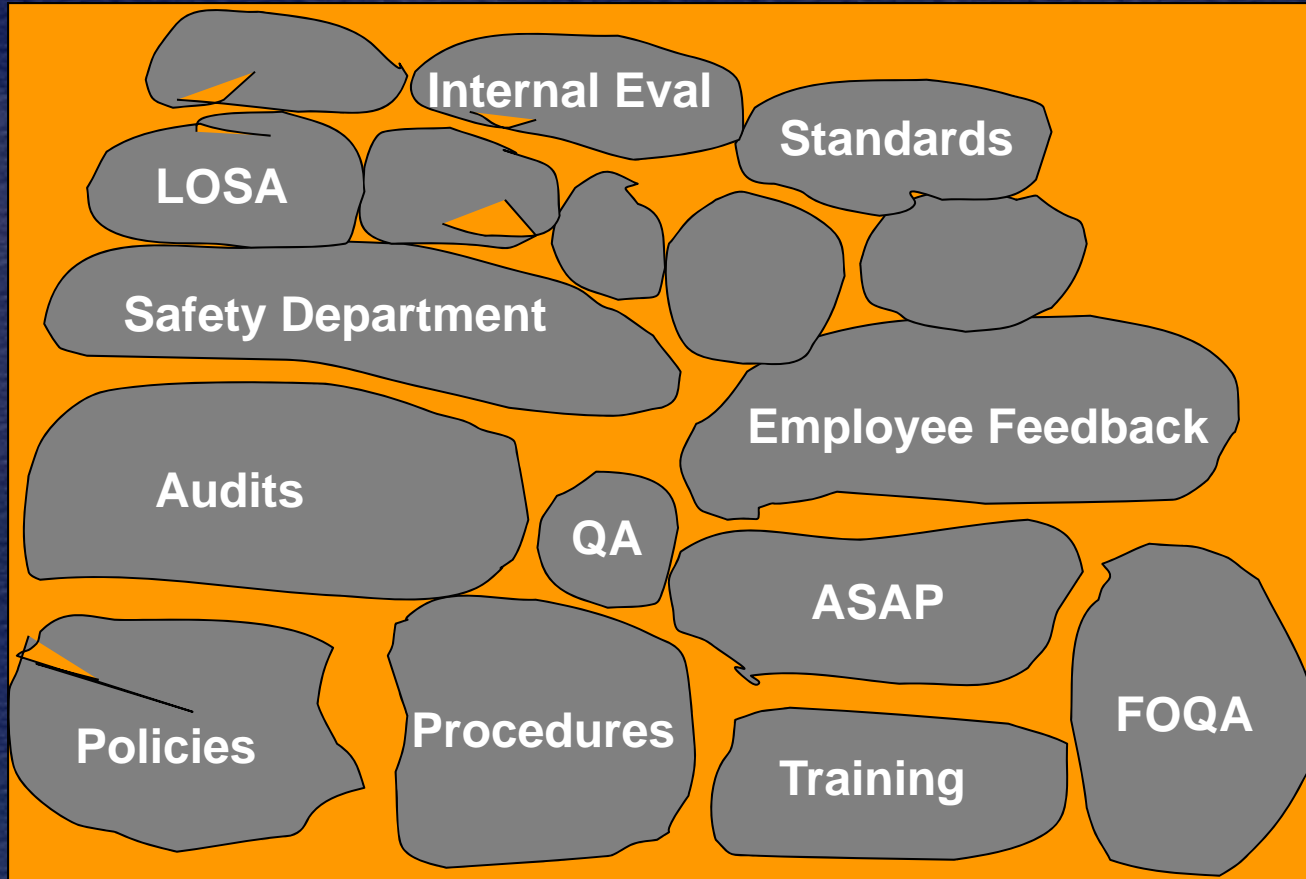 Internal Eval
Standards
LOSA
Safety Department
Employee Feedback
Audits
QA
ASAP
Policies
Procedures
Training
FOQA